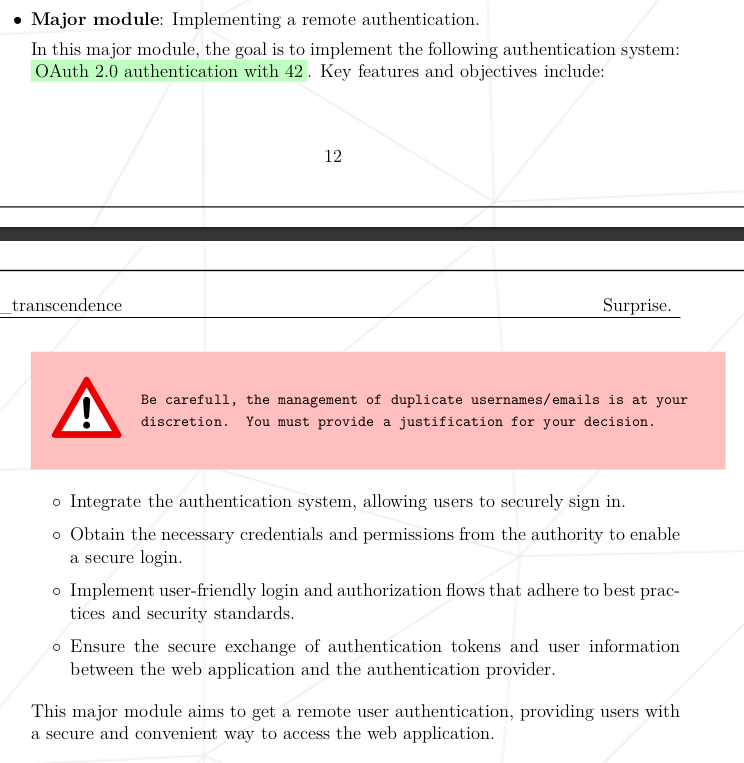 • Major module: Implementing a remote authentication.
In this major module, the goal is to implement the following authentication system:
OAuth 2.0 authentication with 42. Key features and objectives include:
12
_transcendence Surprise.
Be carefull, the management of duplicate usernames/emails is at your
discretion. You must provide a justification for your decision.
◦ Integrate the authentication system, allowing users to securely sign in.
◦ Obtain the necessary credentials and permissions from the authority to enable
a secure login.
◦ Implement user-friendly login and authorization flows that adhere to best prac-
tices and security standards.
◦ Ensure the secure exchange of authentication tokens and user information
between the web application and the authentication provider.
This major module aims to get a remote user authentication, providing users with
a secure and convenient way to access the web application.